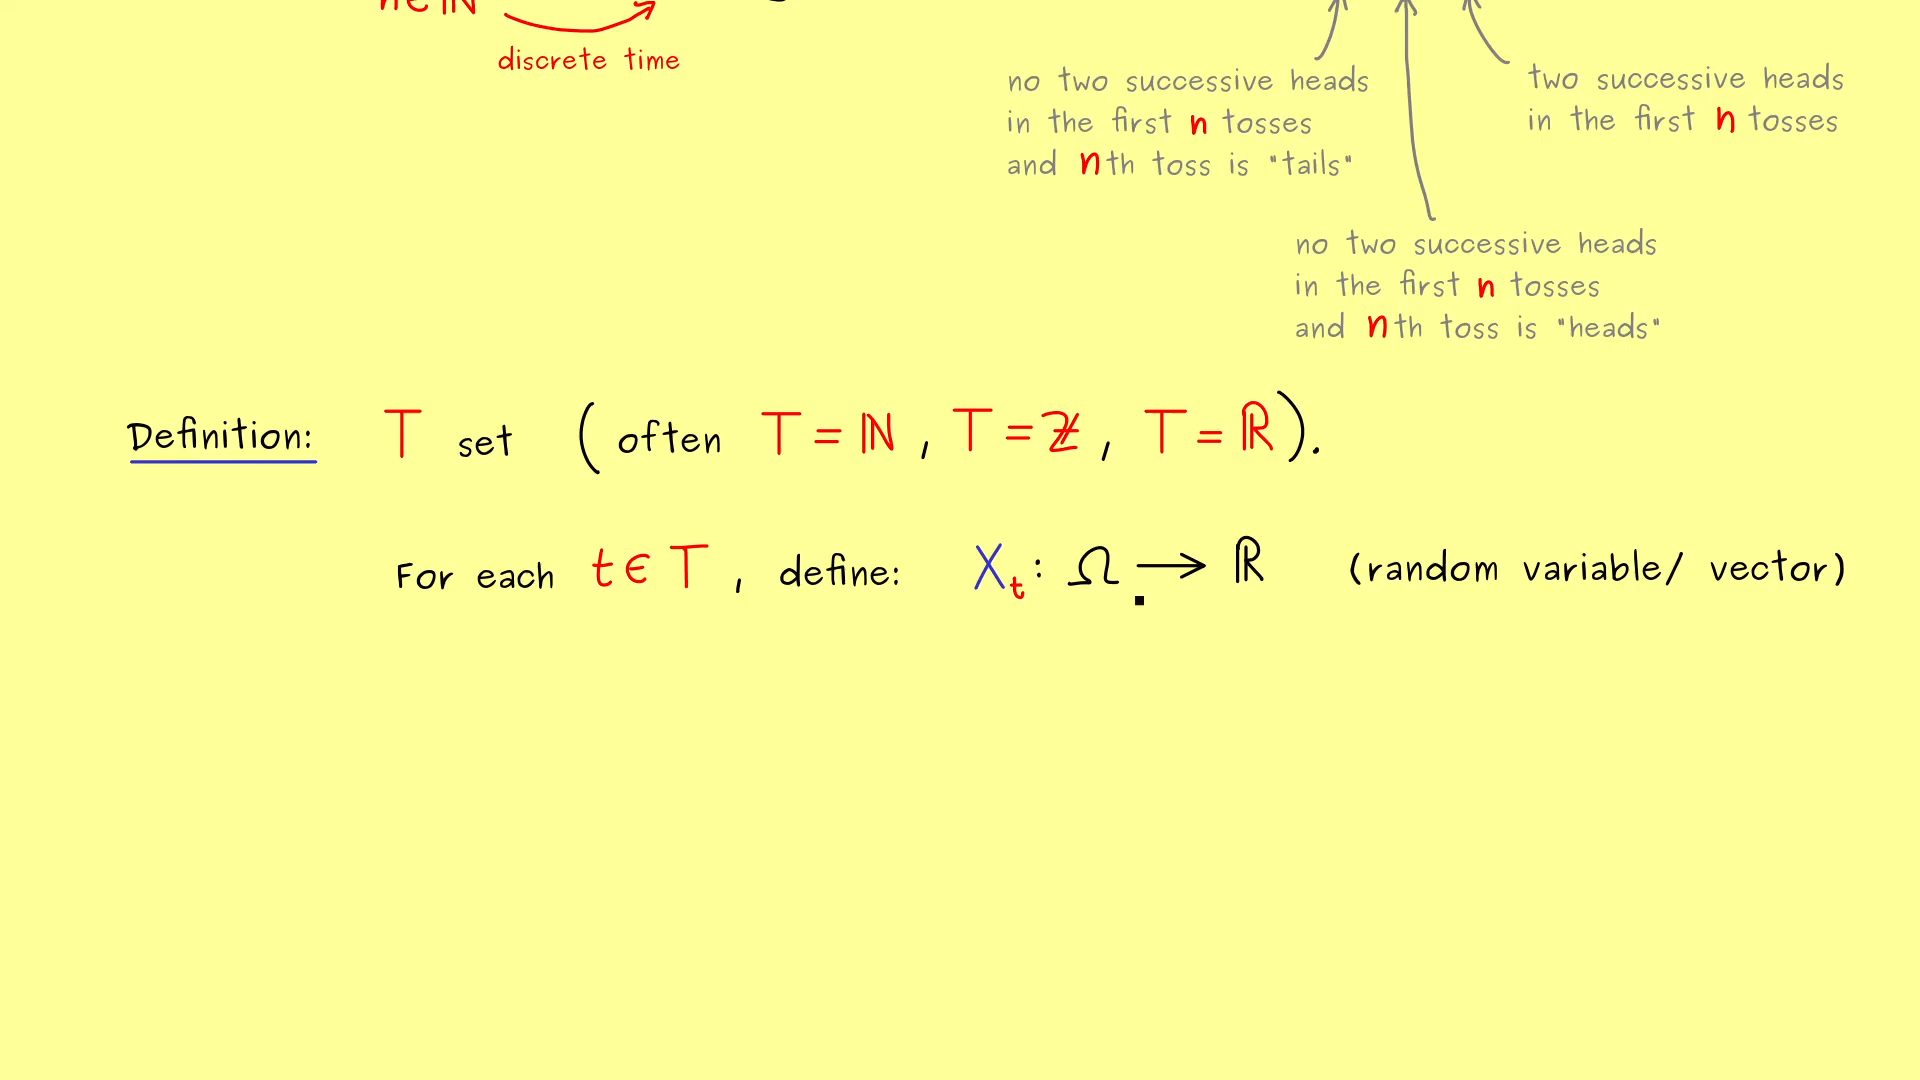 n ∈ ℕ
discrete time
no two successive heads
in the first n tosses
and nth toss is "tails"
two successive heads
in the first n tosses
no two successive heads
in the first n tosses
and nth toss is "heads"
Definition: T set (often T = ℕ, T = ℤ, T = ℝ).
For each t ∈ T, define: X_t : Ω → ℝ (random variable/ vector)